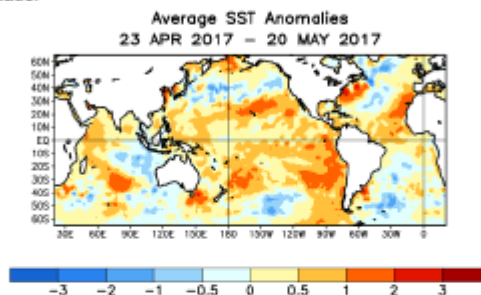 Average SST Anomalies
23 APR 2017 – 20 MAY 2017
60N
50N
40N
30N
20N
10N
EQ
10S
20S
30S
40S
50S
60S
30E 60E 90E 120E 150E 180 150W 120W 90W 60W 30W 0
-3 -2 -1 -0.5 0 0.5 1 2 3